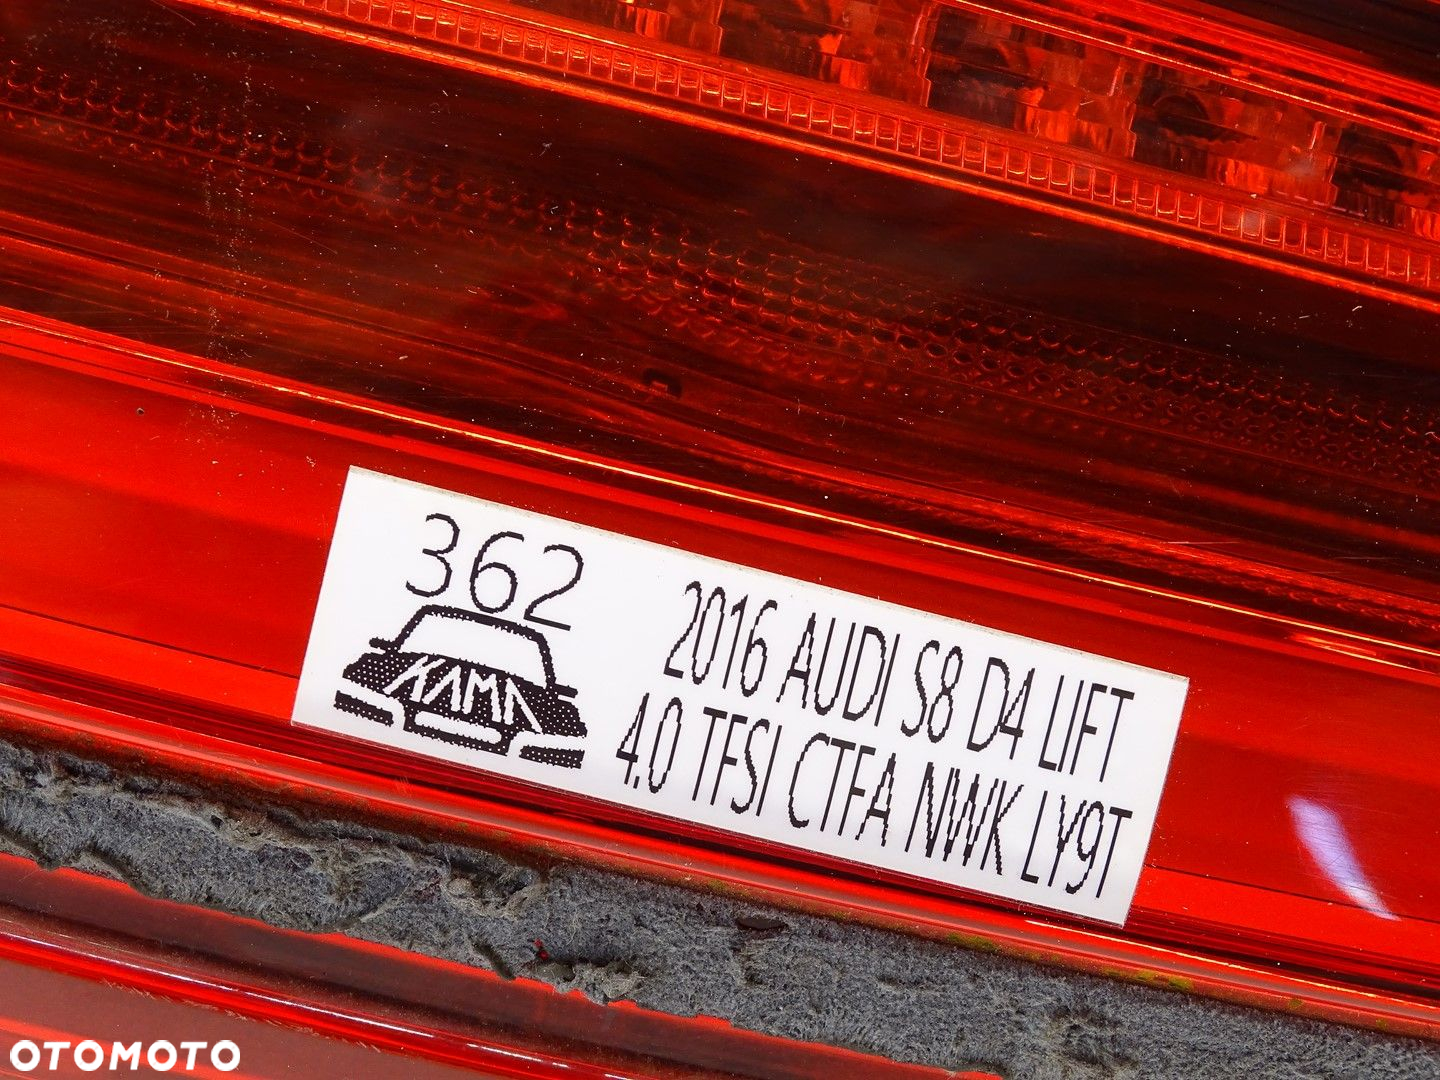 362
KAMA
2016 AUDI S8 D4 LIFT
4.0 TFSI CTFA NWK LY9T
OTOMOTO